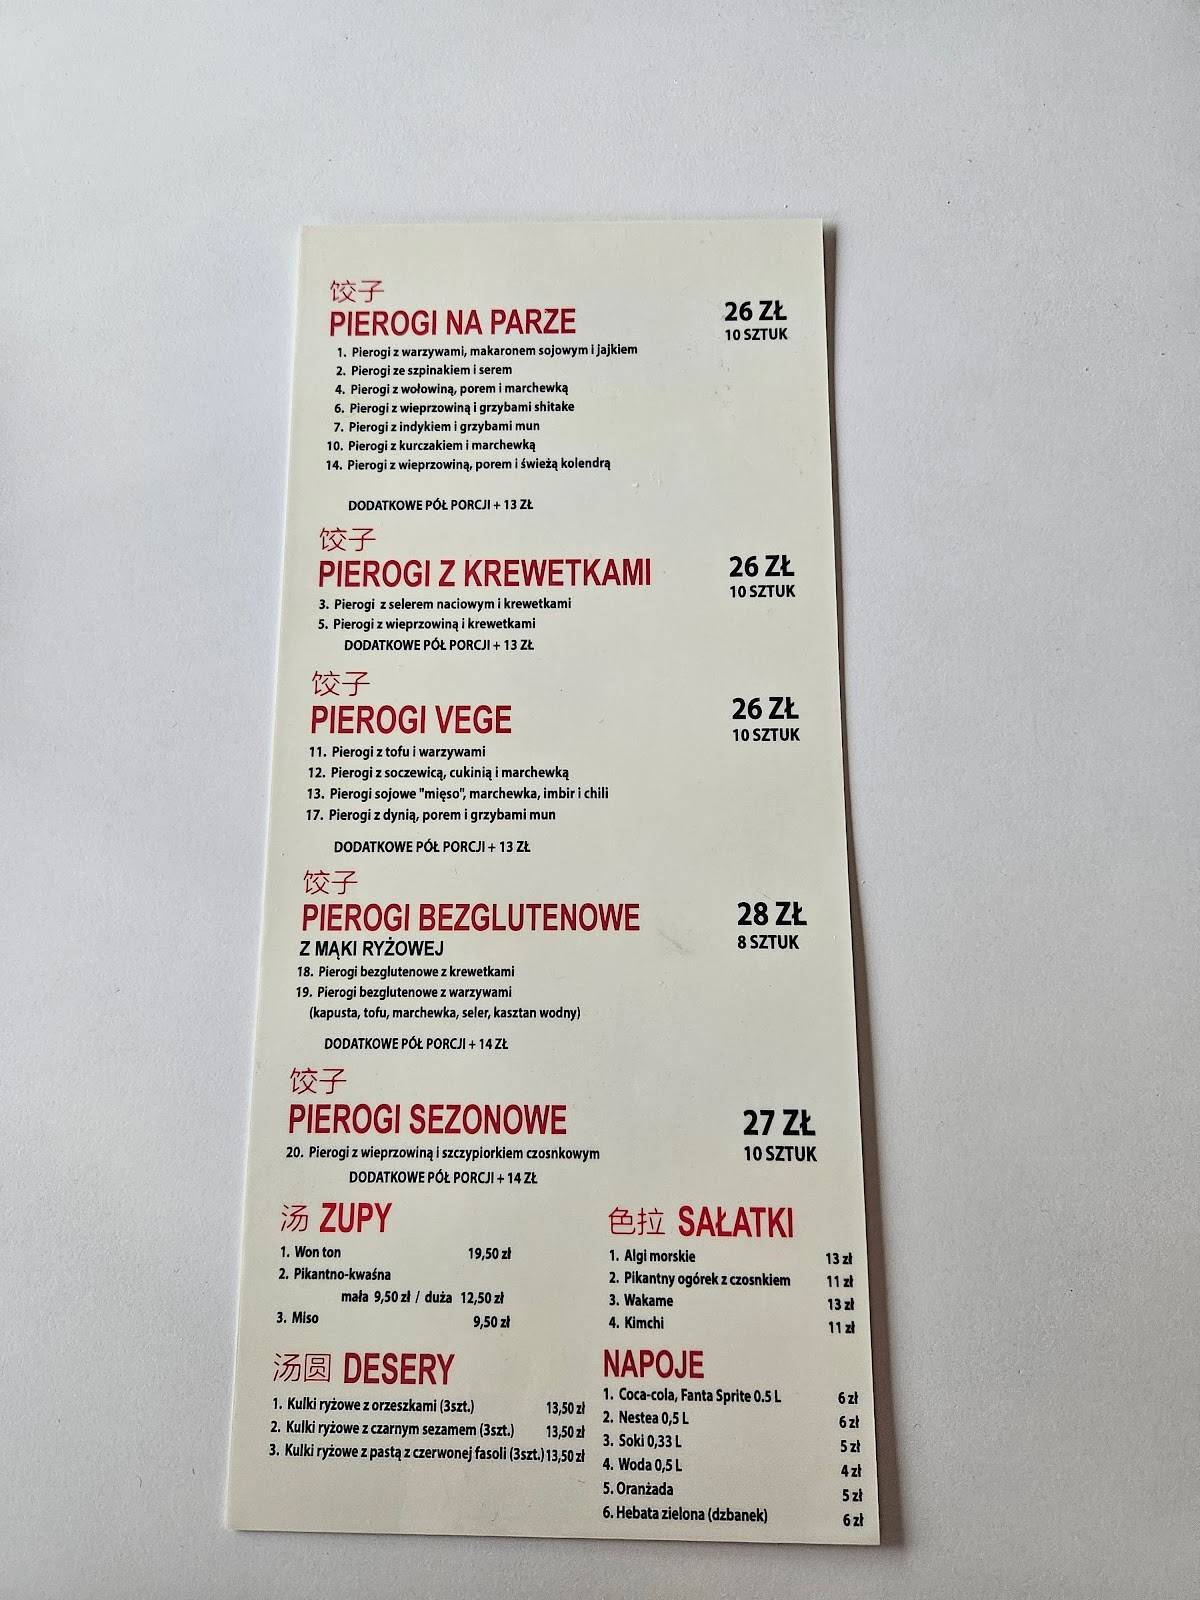 饺子
PIEROGI NA PARZE
26 ZŁ
10 SZTUK
1. Pierogi z warzywami, makaronem sojowym i jajkiem
2. Pierogi ze szpinakiem i serem
4. Pierogi z wołowiną, porem i marchewką
6. Pierogi z wieprzowiną i grzybami shitake
7. Pierogi z indykiem i grzybami mun
10. Pierogi z kurczakiem i marchewką
14. Pierogi z wieprzowiną, porem i świeżą kolendrą
DODATKOWE PÓŁ PORCJI + 13 ZŁ
饺子
PIEROGI Z KREWETKAMI
26 ZŁ
10 SZTUK
3. Pierogi z selerem naciowym i krewetkami
5. Pierogi z wieprzowiną i krewetkami
DODATKOWE PÓŁ PORCJI + 13 ZŁ
饺子
PIEROGI VEGE
26 ZŁ
10 SZTUK
11. Pierogi z tofu i warzywami
12. Pierogi z soczewicą, cukinią i marchewką
13. Pierogi sojowe "mięso", marchewka, imbir i chili
17. Pierogi z dynią, porem i grzybami mun
DODATKOWE PÓŁ PORCJI + 13 ZŁ
饺子
PIEROGI BEZGLUTENOWE
28 ZŁ
8 SZTUK
Z MĄKI RYŻOWEJ
18. Pierogi bezglutenowe z krewetkami
19. Pierogi bezglutenowe z warzywami
(kapusta, tofu, marchewka, seler, kasztan wodny)
DODATKOWE PÓŁ PORCJI + 14 ZŁ
饺子
PIEROGI SEZONOWE
27 ZŁ
10 SZTUK
20. Pierogi z wieprzowiną i szczypiorkiem czosnkowym
DODATKOWE PÓŁ PORCJI + 14 ZŁ
汤 ZUPY
1. Won ton 19,50 zł
2. Pikantno-kwaśna
mała 9,50 zł / duża 12,50 zł
3. Miso 9,50 zł
色拉 SAŁATKI
1. Algi morskie 13 zł
2. Pikantny ogórek z czosnkiem 11 zł
3. Wakame 13 zł
4. Kimchi 11 zł
汤圆 DESERY
1. Kulki ryżowe z orzeszkami (3szt.) 13,50 zł
2. Kulki ryżowe z czarnym sezamem (3szt.) 13,50 zł
3. Kulki ryżowe z pastą z czerwonej fasoli (3szt.) 13,50 zł
NAPOJE
1. Coca-cola, Fanta Sprite 0.5 L 6 zł
2. Nestea 0,5 L 6 zł
3. Soki 0,33 L 5 zł
4. Woda 0,5 L 4 zł
5. Oranżada 5 zł
6. Hebata zielona (dzbanek) 6 zł